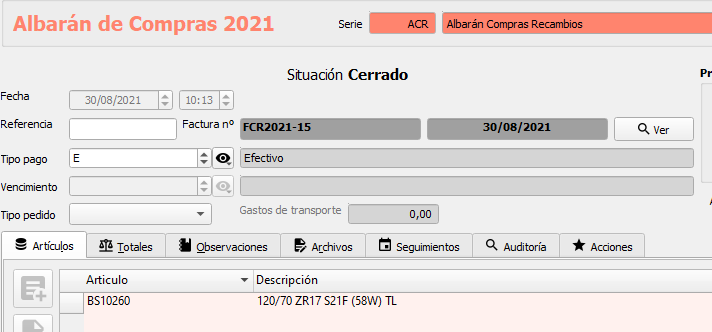 Albarán de Compras 2021 Serie ACR Albarán Compras Recambios
Situación Cerrado Pr
Fecha 30/08/2021 10:13
Referencia Factura nº FCR2021-15 30/08/2021 Ver
Tipo pago E Efectivo
Vencimiento
Tipo pedido Gastos de transporte 0,00
Artículos Totales Observaciones Archivos Seguimientos Auditoría Acciones
Articulo Descripción
BS10260 120/70 ZR17 S21F (58W) TL